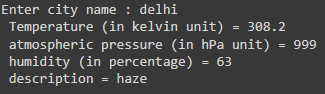 Enter city name : delhi
Temperature (in kelvin unit) = 308.2
atmospheric pressure (in hPa unit) = 999
humidity (in percentage) = 63
description = haze